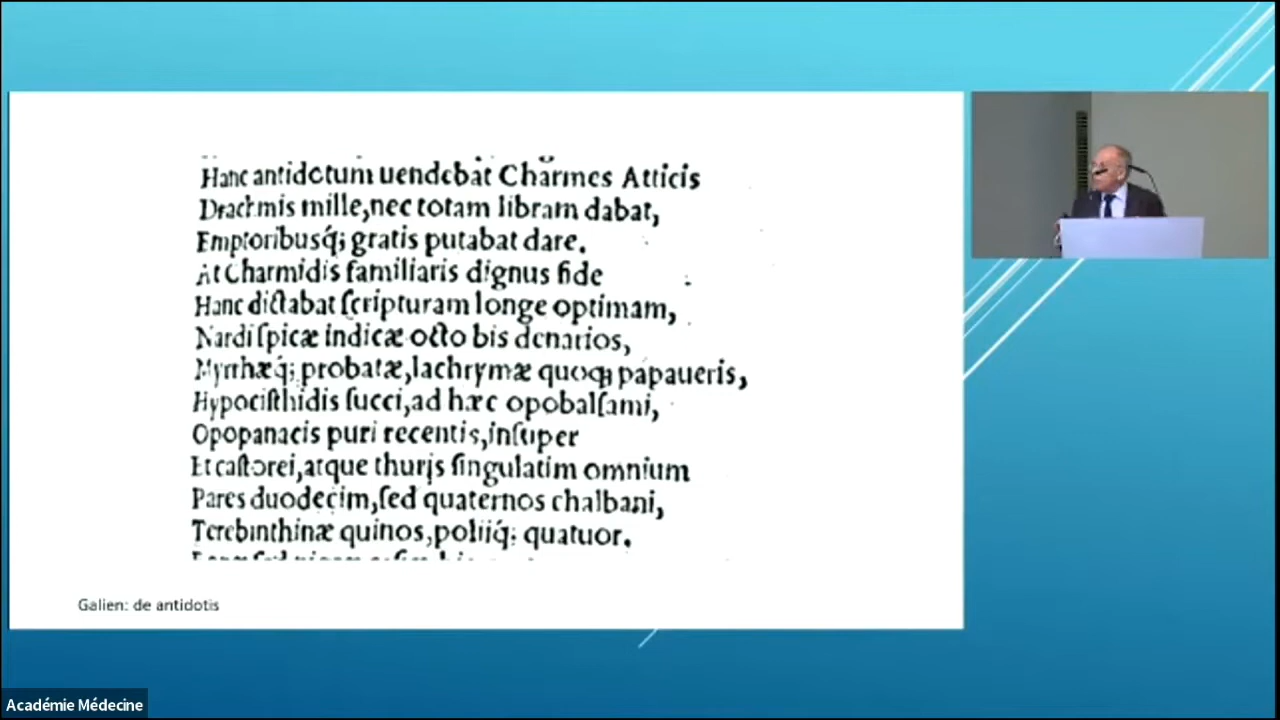 Hanc antidotum uendebat Charmes Atticis
Drachmis mille, nec totam libram dabat,
Emptoribusq́; gratis putabat dare.
At Charmidis familiaris dignus fide
Hanc dictabat ſcripturam longe optimam,
Nardi ſpicæ indicæ octo bis denarios,
Myrrhæq́; probatæ, lachrymæ quoqȝ papaueris,
Hypociſthidis ſucci, ad hæc opobalſami,
Opopanacis puri recentis, inſuper
Et caſtorei, atque thuris ſingulatim omnium
Pares duodecim, ſed quaternos chalbani,
Terebinthinæ quinos, poliiq́; quatuor.
Galien: de antidotis
Académie Médecine